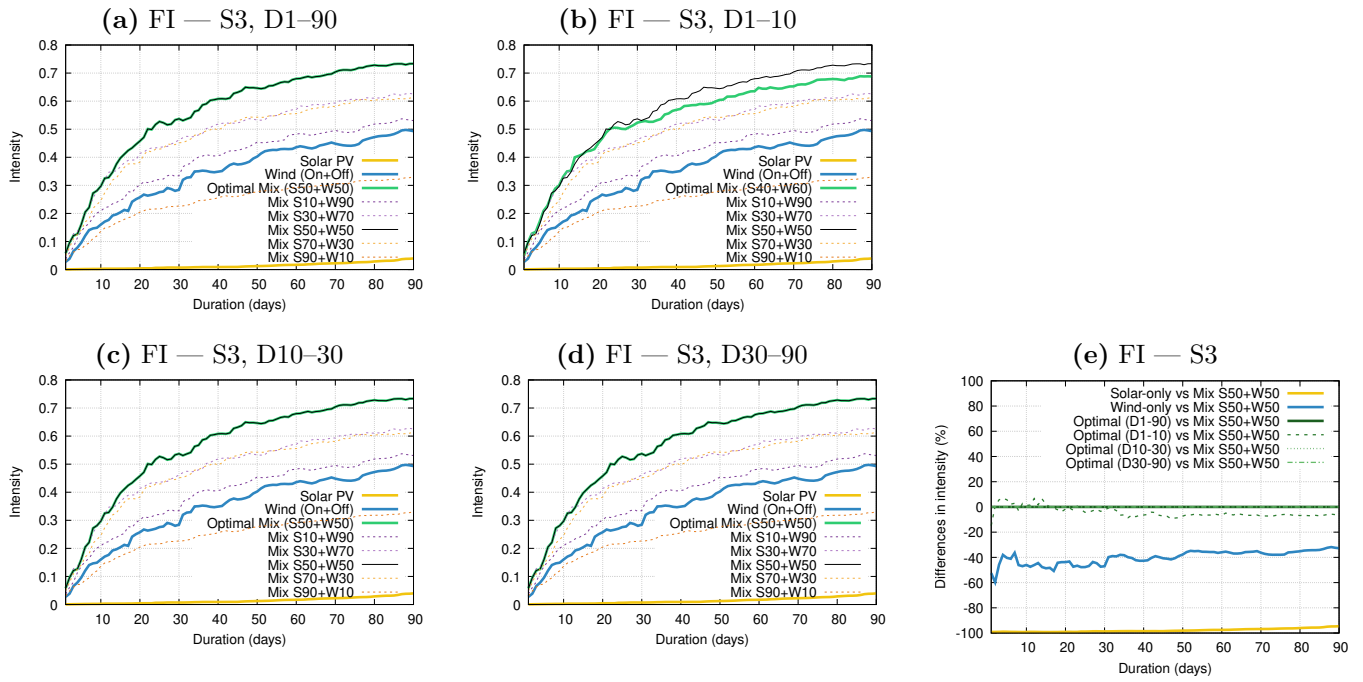 (a) FI — S3, D1–90
0.8
0.7
0.6
0.5
0.4
0.3
0.2
0.1
0
Intensity
10 20 30 40 50 60 70 80 90
Duration (days)
Solar PV
Wind (On+Off)
Optimal Mix (S50+W50)
Mix S10+W90
Mix S30+W70
Mix S50+W50
Mix S70+W30
Mix S90+W10
(b) FI — S3, D1–10
0.8
0.7
0.6
0.5
0.4
0.3
0.2
0.1
0
Intensity
10 20 30 40 50 60 70 80 90
Duration (days)
Solar PV
Wind (On+Off)
Optimal Mix (S40+W60)
Mix S10+W90
Mix S30+W70
Mix S50+W50
Mix S70+W30
Mix S90+W10
(c) FI — S3, D10–30
0.8
0.7
0.6
0.5
0.4
0.3
0.2
0.1
0
Intensity
10 20 30 40 50 60 70 80 90
Duration (days)
Solar PV
Wind (On+Off)
Optimal Mix (S50+W50)
Mix S10+W90
Mix S30+W70
Mix S50+W50
Mix S70+W30
Mix S90+W10
(d) FI — S3, D30–90
0.8
0.7
0.6
0.5
0.4
0.3
0.2
0.1
0
Intensity
10 20 30 40 50 60 70 80 90
Duration (days)
Solar PV
Wind (On+Off)
Optimal Mix (S50+W50)
Mix S10+W90
Mix S30+W70
Mix S50+W50
Mix S70+W30
Mix S90+W10
(e) FI — S3
100
80
60
40
20
0
-20
-40
-60
-80
-100
Differences in intensity (%)
10 20 30 40 50 60 70 80 90
Duration (days)
Solar-only vs Mix S50+W50
Wind-only vs Mix S50+W50
Optimal (D1-90) vs Mix S50+W50
Optimal (D1-10) vs Mix S50+W50
Optimal (D10-30) vs Mix S50+W50
Optimal (D30-90) vs Mix S50+W50